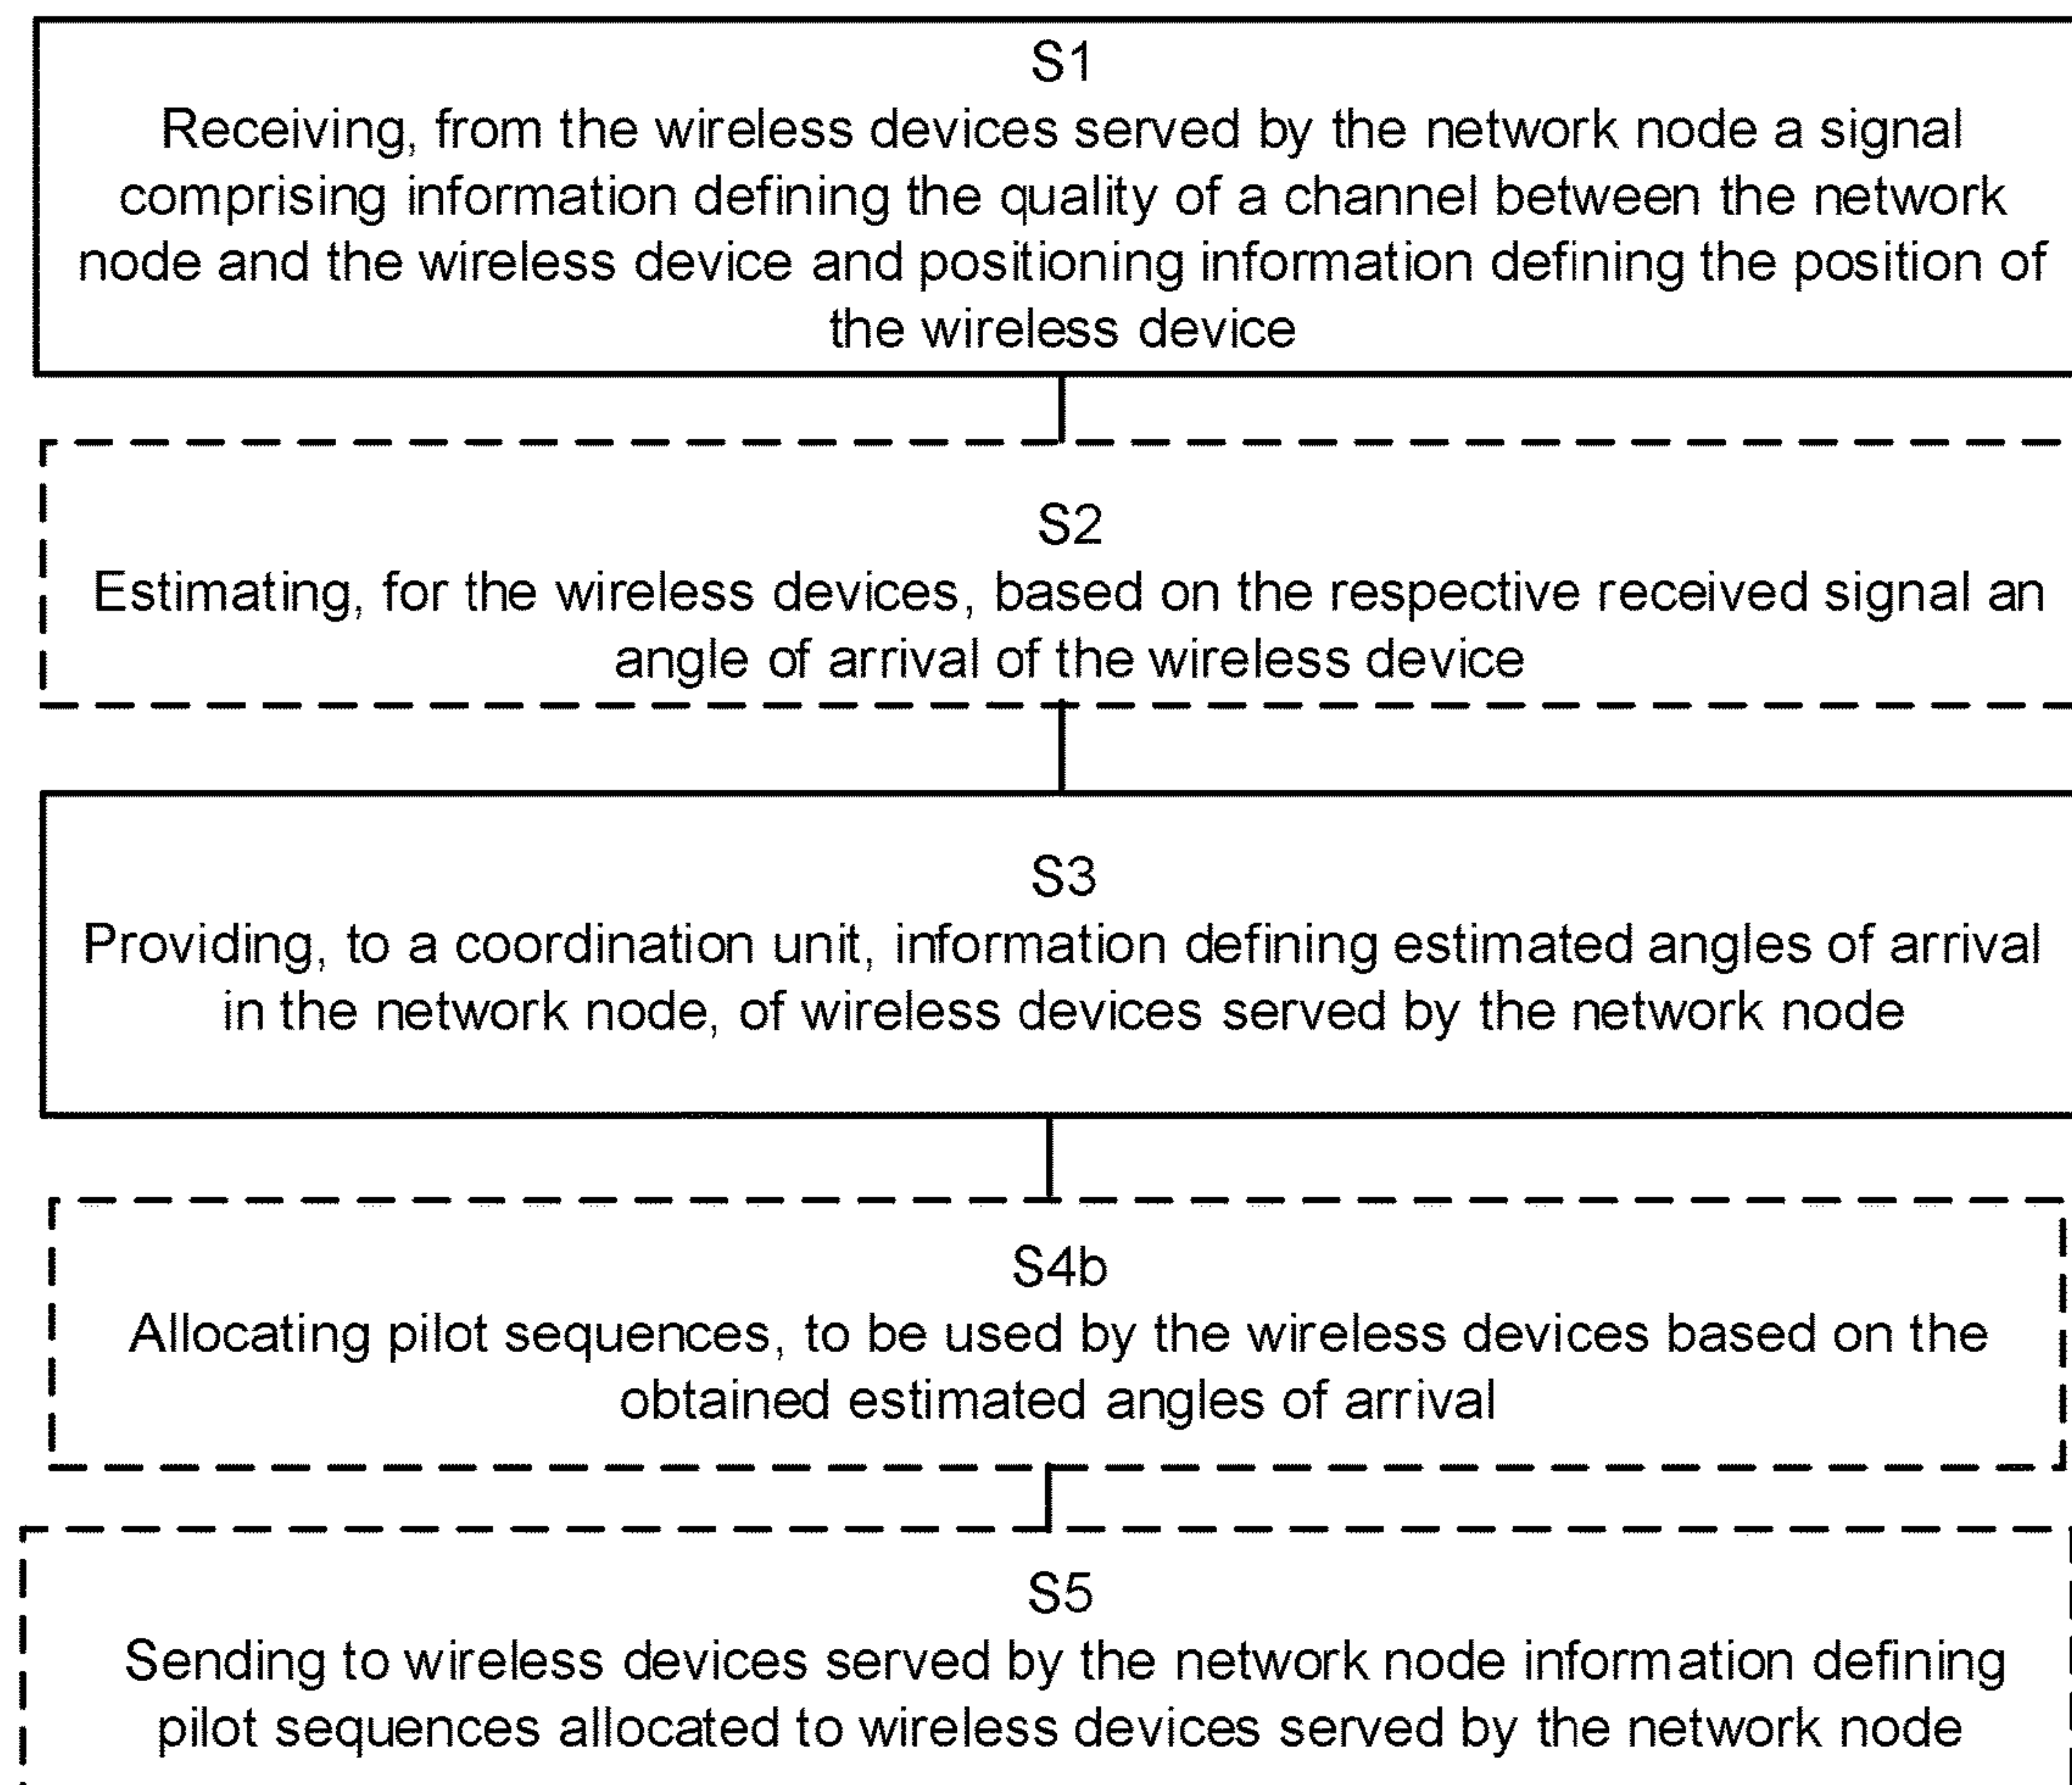 S1
Receiving, from the wireless devices served by the network node a signal
comprising information defining the quality of a channel between the network
node and the wireless device and positioning information defining the position of
the wireless device
S2
Estimating, for the wireless devices, based on the respective received signal an
angle of arrival of the wireless device
S3
Providing, to a coordination unit, information defining estimated angles of arrival
in the network node, of wireless devices served by the network node
S4b
Allocating pilot sequences, to be used by the wireless devices based on the
obtained estimated angles of arrival
S5
Sending to wireless devices served by the network node information defining
pilot sequences allocated to wireless devices served by the network node